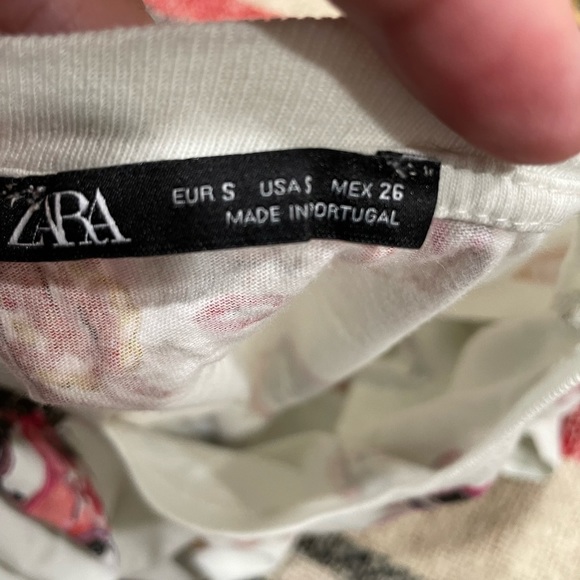 ZARA
EUR S USA S MEX 26
MADE IN PORTUGAL